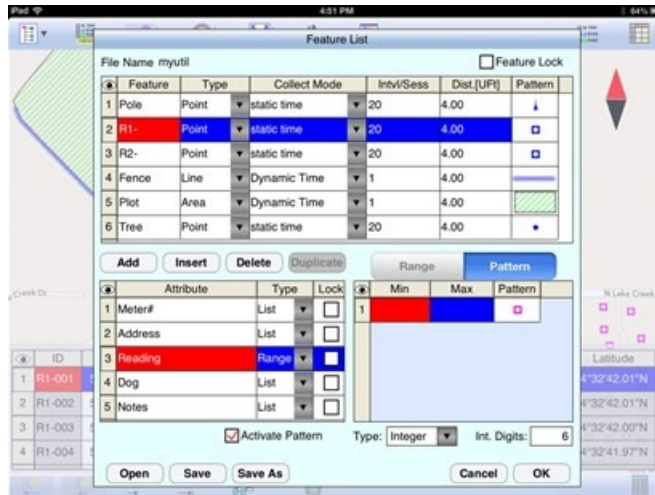 iPad 4:51 PM 64%
Feature List
File Name myutil Feature Lock
Feature Type Collect Mode Intvl/Sess Dist.[UFt] Pattern
1 Pole Point static time 20 4.00
2 R1- Point static time 20 4.00
3 R2- Point static time 20 4.00
4 Fence Line Dynamic Time 1 4.00
5 Plot Area Dynamic Time 1 4.00
6 Tree Point static time 20 4.00
Add Insert Delete Duplicate Range Pattern
Attribute Type Lock Min Max Pattern
1 Meter# List 1
2 Address List
3 Reading Range
4 Dog List
5 Notes List
Activate Pattern Type: Integer Int. Digits: 6
Open Save Save As Cancel OK
Creek Dr
N Lake Creek
ID Latitude
1 R1-001 4°32'42.01"N
2 R1-002 4°32'42.01"N
3 R1-003 4°32'42.00"N
4 R1-004 4°32'41.97"N